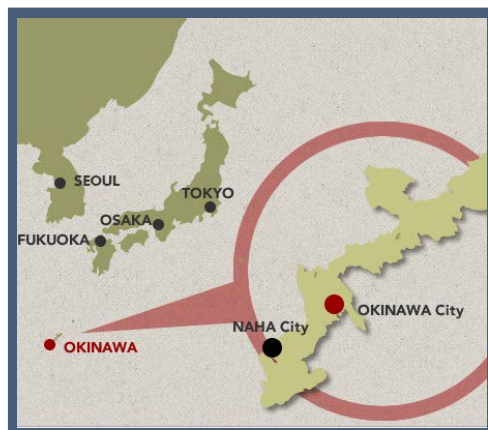 SEOUL
TOKYO
OSAKA
FUKUOKA
OKINAWA
OKINAWA City
NAHA City